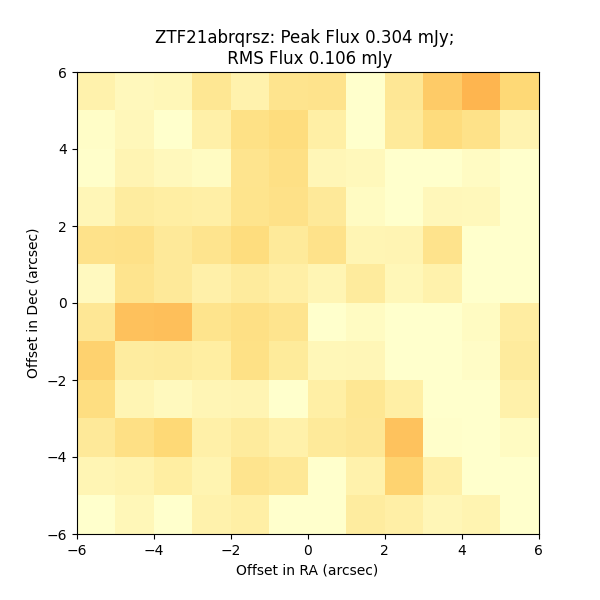 ZTF21abrqrsz: Peak Flux 0.304 mJy;
RMS Flux 0.106 mJy
6
4
2
0
−2
−4
−6
Offset in Dec (arcsec)
−6 −4 −2 0 2 4 6
Offset in RA (arcsec)